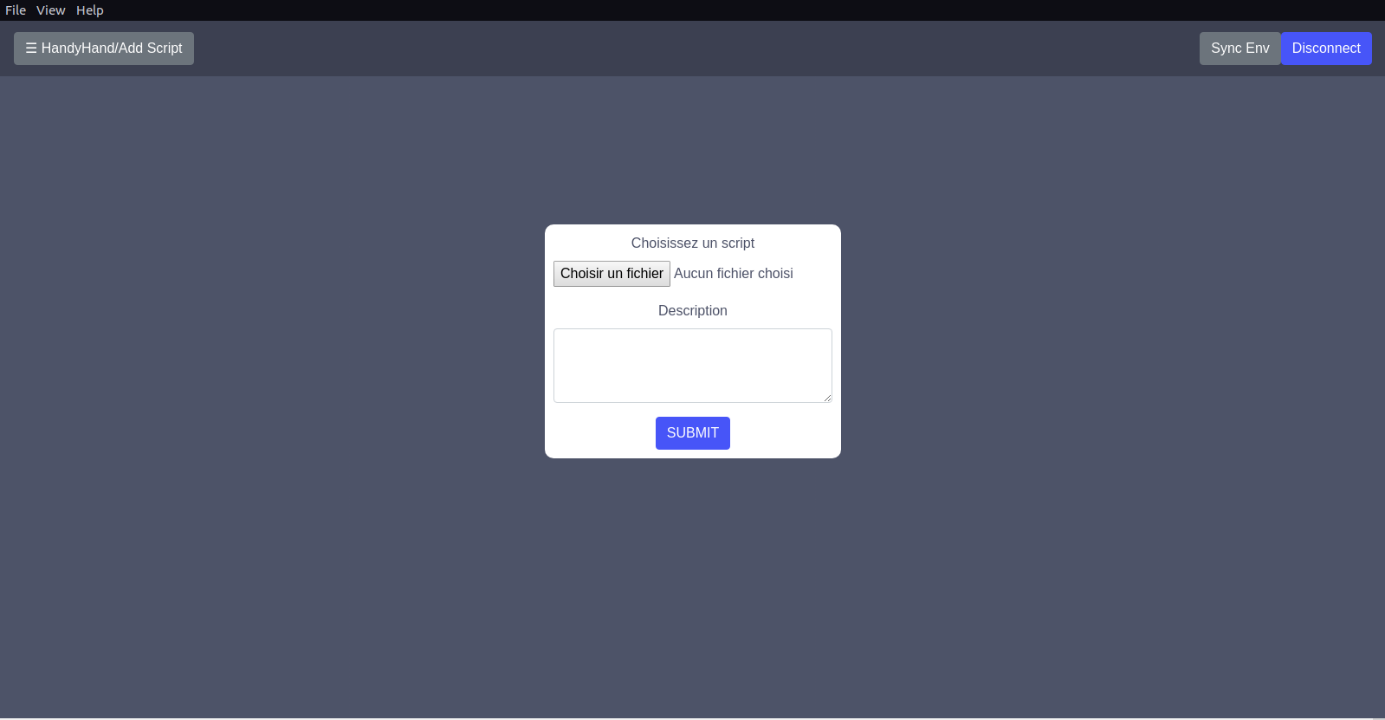 File View Help
☰ HandyHand/Add Script
Sync Env Disconnect
Choisissez un script
Choisir un fichier Aucun fichier choisi
Description
SUBMIT